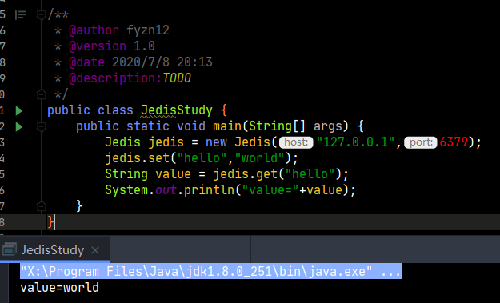 5 /**
6 * @author fyzn12
7 * @version 1.0
8 * @date 2020/7/8 20:13
9 * @description:TODO
0 */
1 public class JedisStudy {
2 public static void main(String[] args) {
3 Jedis jedis = new Jedis( host: "127.0.0.1", port: 6379);
4 jedis.set("hello","world");
5 String value = jedis.get("hello");
6 System.out.println("value="+value);
7 }
8 }
JedisStudy ×
"X:\Program Files\Java\jdk1.8.0_251\bin\java.exe" ...
value=world